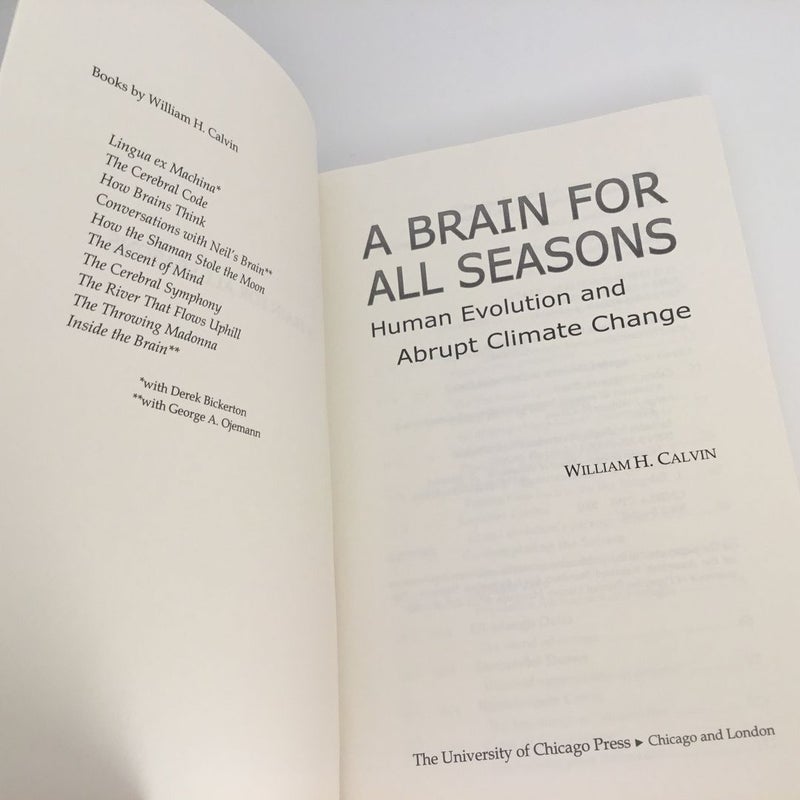 Books by William H. Calvin
Lingua ex Machina*
The Cerebral Code
How Brains Think
Conversations with Neil's Brain**
How the Shaman Stole the Moon
The Ascent of Mind
The Cerebral Symphony
The River That Flows Uphill
The Throwing Madonna
Inside the Brain**
*with Derek Bickerton
**with George A. Ojemann
A BRAIN FOR
ALL SEASONS
Human Evolution and
Abrupt Climate Change
WILLIAM H. CALVIN
The University of Chicago Press ▸ Chicago and London